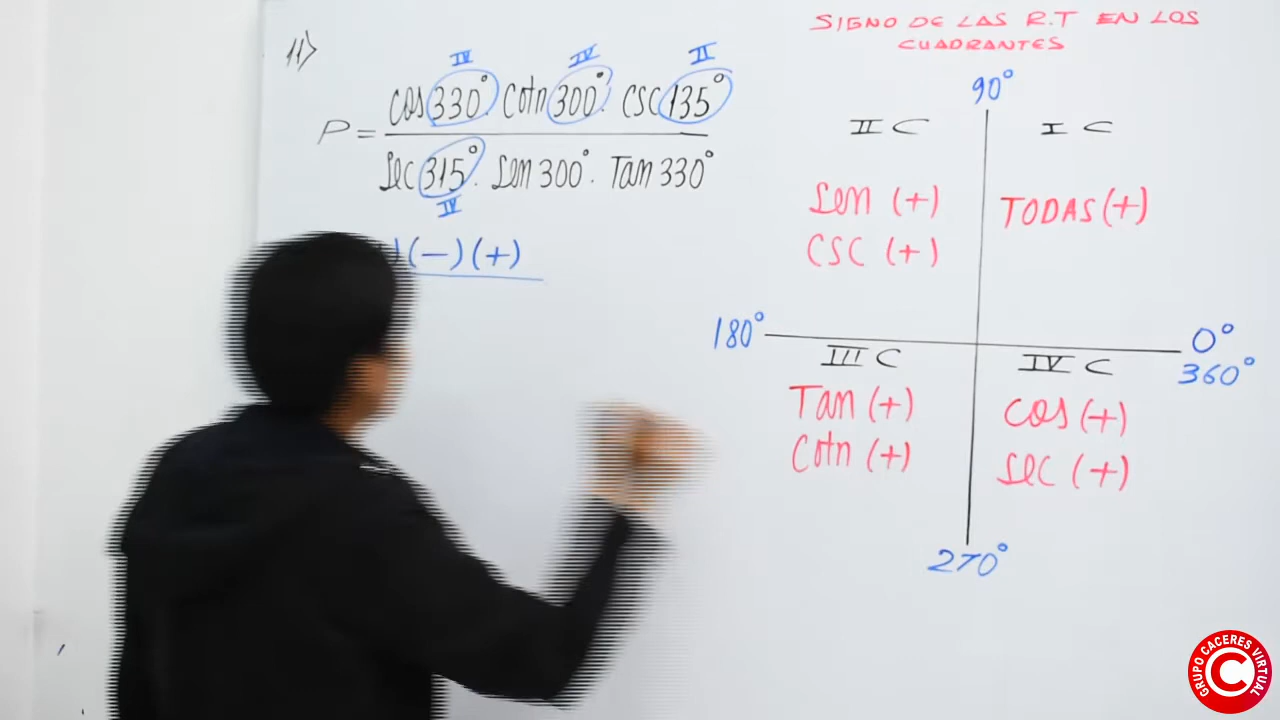 SIGNO DE LAS R.T EN LOS
CUADRANTES
11)
IV IV II
P = cos 330° . Cotn 300° . CSC 135°
Sec 315° . Sen 300° . Tan 330°
IV
) (-) (+)
90°
II C I C
Sen (+)
CSC (+)
TODAS (+)
180° 0°
360°
III C IV C
Tan (+)
Cotn (+)
Cos (+)
Sec (+)
270°
GRUPO CACERES VIRTUAL
C